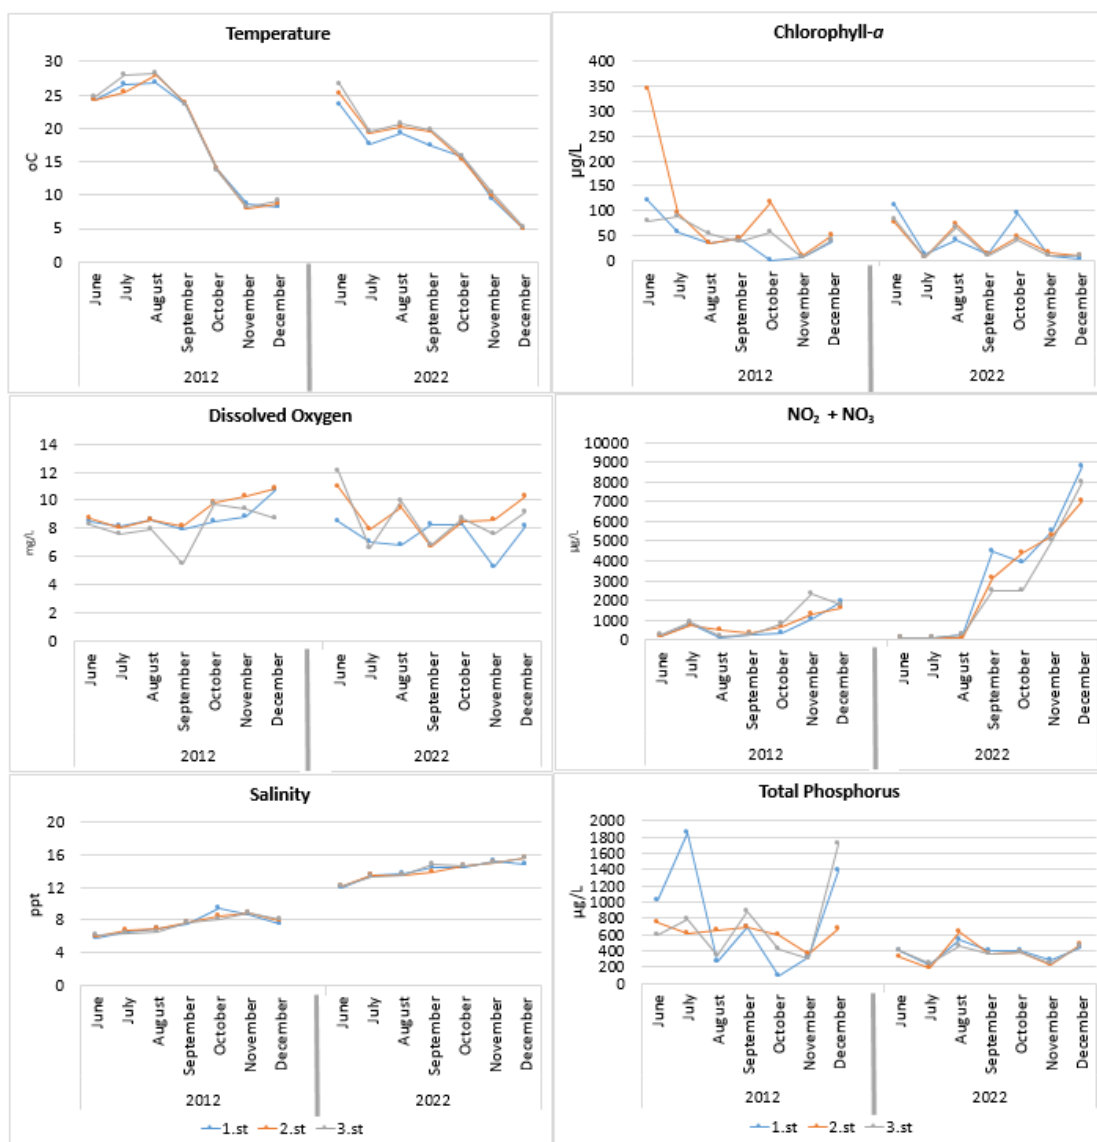 Temperature
30
25
20
15
10
5
0
oC
June
July
August
September
October
November
December
June
July
August
September
October
November
December
2012
2022
Chlorophyll-a
400
350
300
250
200
150
100
50
0
µg/L
June
July
August
September
October
November
December
June
July
August
September
October
November
December
2012
2022
Dissolved Oxygen
14
12
10
8
6
4
2
0
mg/L
June
July
August
September
October
November
December
June
July
August
September
October
November
December
2012
2022
NO₂ + NO₃
10000
9000
8000
7000
6000
5000
4000
3000
2000
1000
0
µg/L
June
July
August
September
October
November
December
June
July
August
September
October
November
December
2012
2022
Salinity
20
16
12
8
4
0
ppt
June
July
August
September
October
November
December
June
July
August
September
October
November
December
2012
2022
1.st 2.st 3.st
Total Phosphorus
2000
1800
1600
1400
1200
1000
800
600
400
200
0
µg/L
June
July
August
September
October
November
December
June
July
August
September
October
November
December
2012
2022
1.st 2.st 3.st